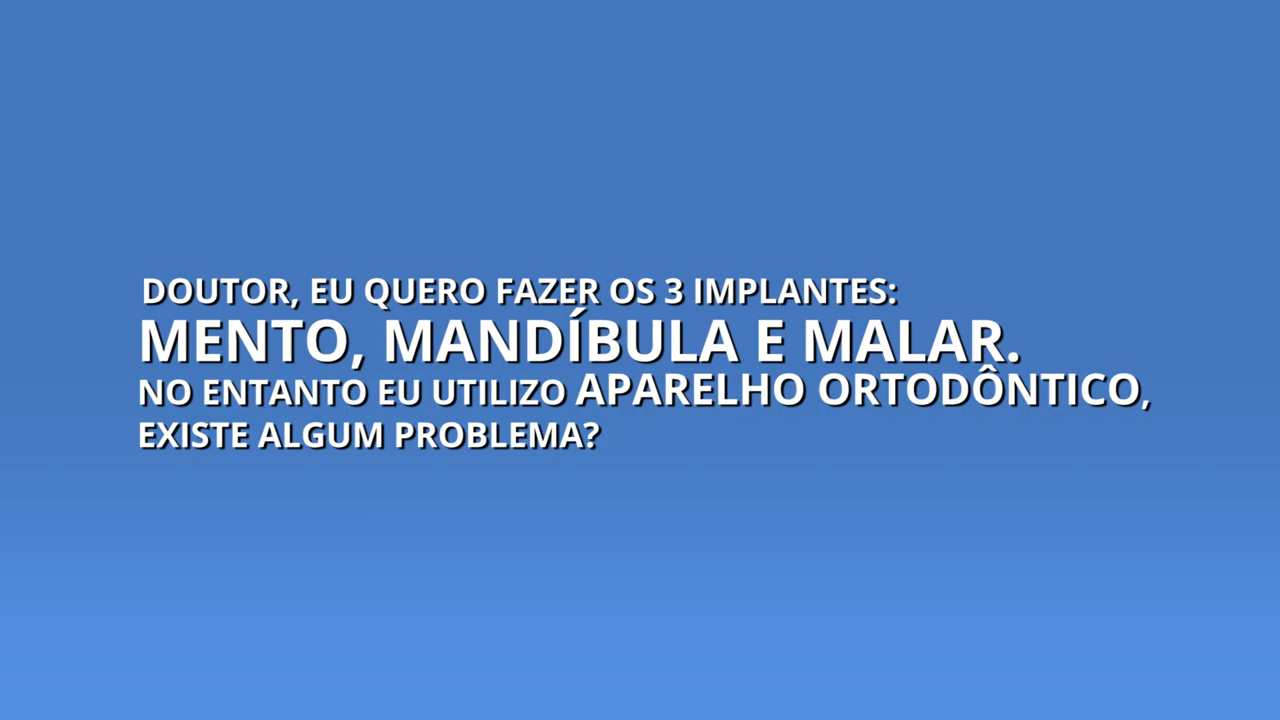 DOUTOR, EU QUERO FAZER OS 3 IMPLANTES:
MENTO, MANDÍBULA E MALAR.
NO ENTANTO EU UTILIZO APARELHO ORTODÔNTICO,
EXISTE ALGUM PROBLEMA?